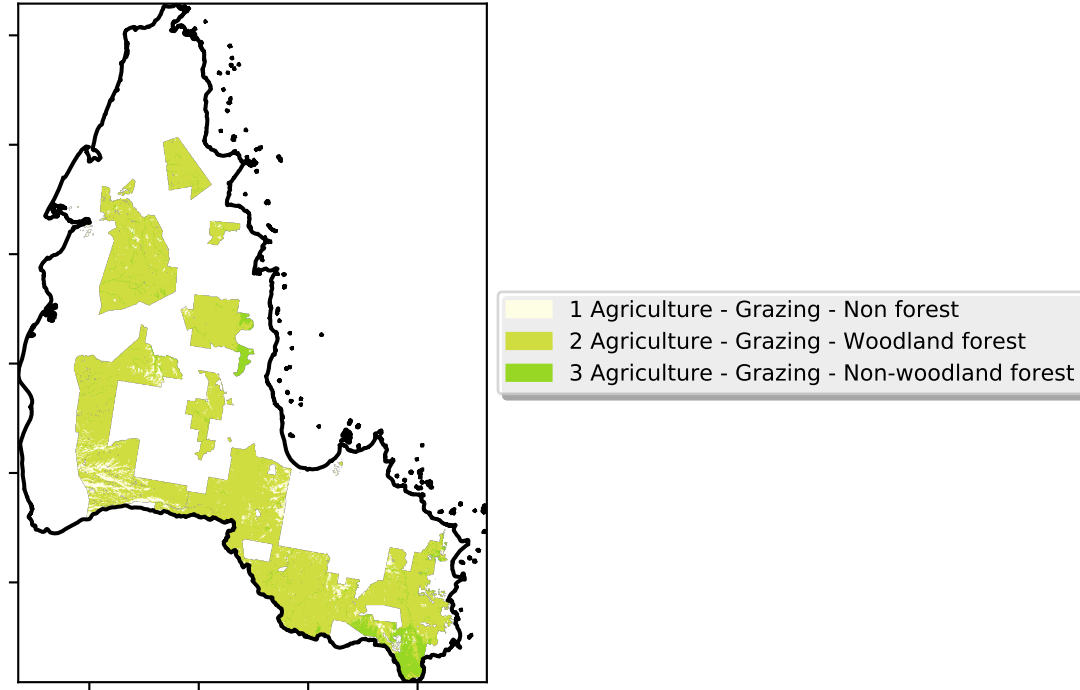 1 Agriculture - Grazing - Non forest
2 Agriculture - Grazing - Woodland forest
3 Agriculture - Grazing - Non-woodland forest